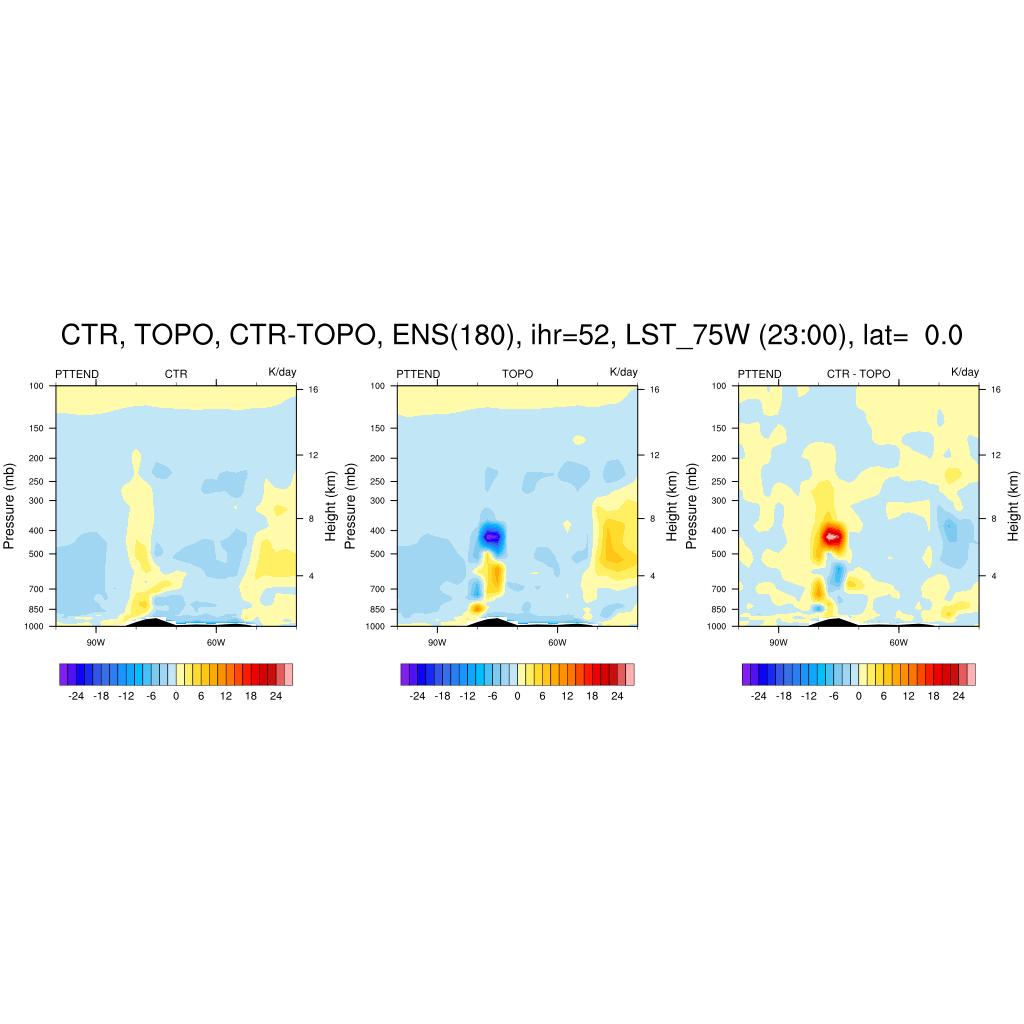 CTR, TOPO, CTR-TOPO, ENS(180), ihr=52, LST_75W (23:00), lat=  0.0
PTTEND CTR K/day
100
150
200
250
300
400
500
700
850
1000
Pressure (mb)
16
12
8
4
Height (km)
90W 60W
-24 -18 -12 -6 0 6 12 18 24
PTTEND TOPO K/day
100
150
200
250
300
400
500
700
850
1000
Pressure (mb)
16
12
8
4
Height (km)
90W 60W
-24 -18 -12 -6 0 6 12 18 24
PTTEND CTR - TOPO K/day
100
150
200
250
300
400
500
700
850
1000
Pressure (mb)
16
12
8
4
Height (km)
90W 60W
-24 -18 -12 -6 0 6 12 18 24